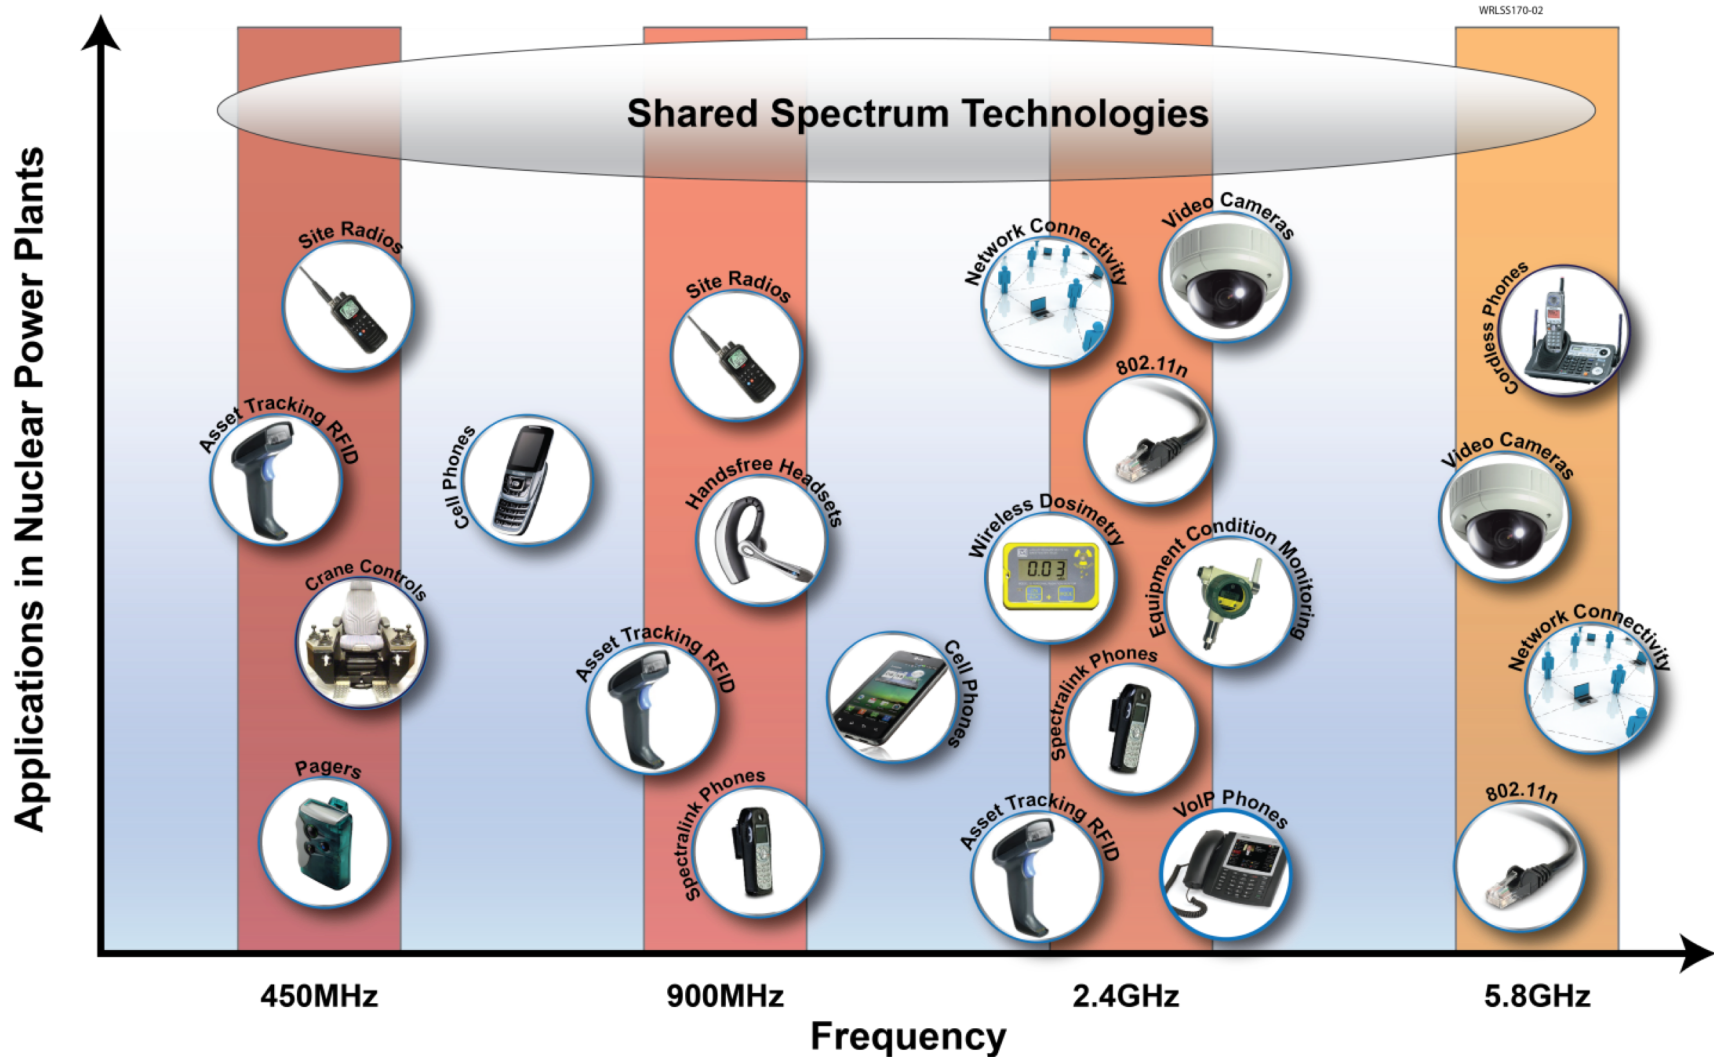 WRLSS170-02
Shared Spectrum Technologies
Applications in Nuclear Power Plants
Site Radios
Asset Tracking RFID
Crane Controls
Pagers
Cell Phones
Site Radios
Handsfree Headsets
Asset Tracking RFID
Spectralink Phones
Cell Phones
Network Connectivity
Video Cameras
802.11n
Wireless Dosimetry
0.03
Equipment Condition Monitoring
Spectralink Phones
Asset Tracking RFID
VoIP Phones
Cordless Phones
Video Cameras
Network Connectivity
802.11n
450MHz
900MHz
2.4GHz
5.8GHz
Frequency